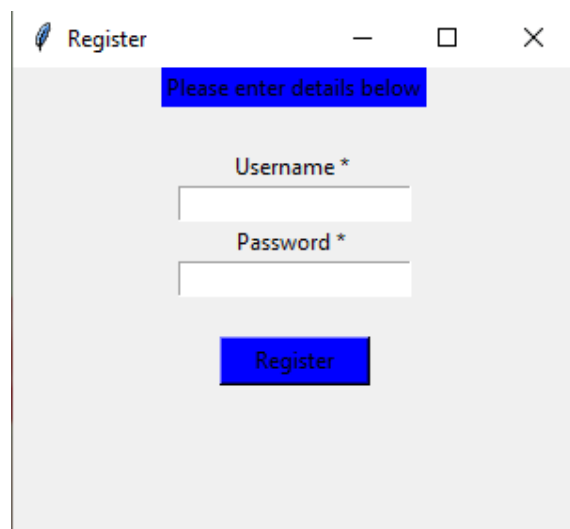 Register
Please enter details below
Username *
Password *
Register